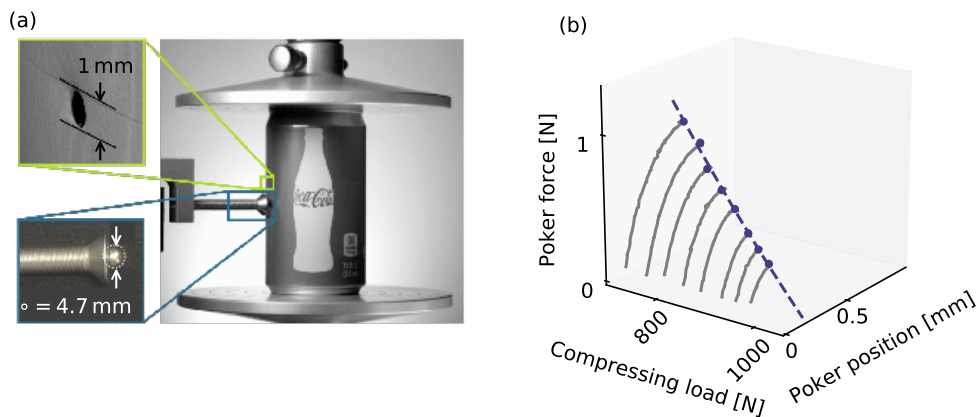 (a)
1 mm
Coca-Cola
∘ = 4.7 mm
(b)
Poker force [N]
1
0
800
1000
Compressing load [N]
0
0.5
Poker position [mm]